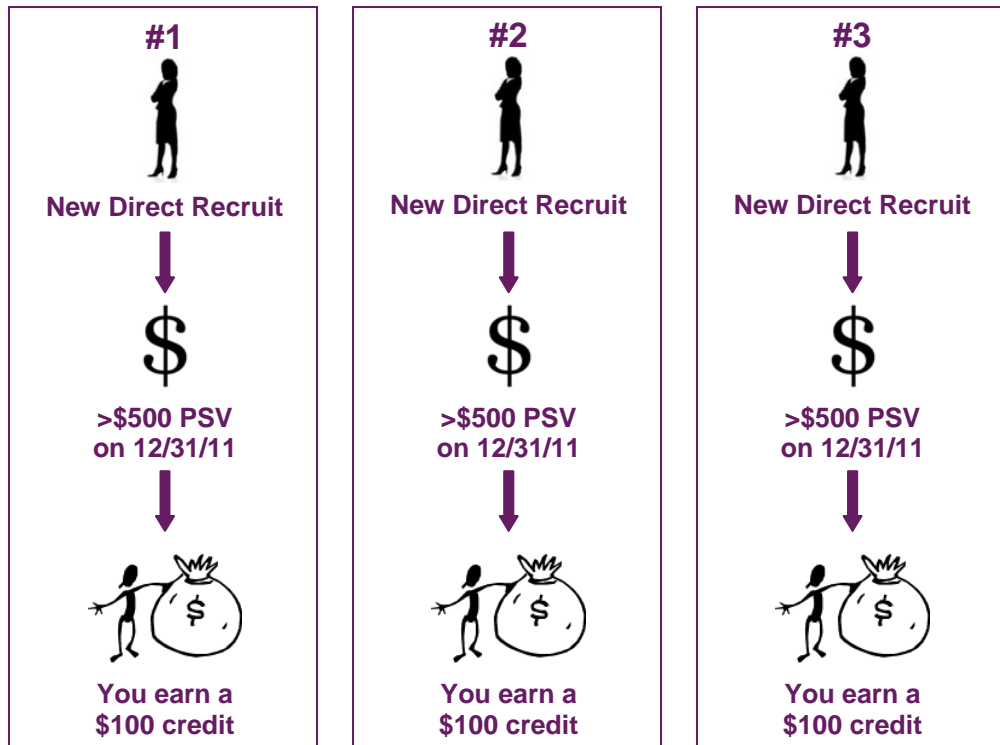 #1
New Direct Recruit
$
>$500 PSV
on 12/31/11
$
You earn a
$100 credit
#2
New Direct Recruit
$
>$500 PSV
on 12/31/11
$
You earn a
$100 credit
#3
New Direct Recruit
$
>$500 PSV
on 12/31/11
$
You earn a
$100 credit